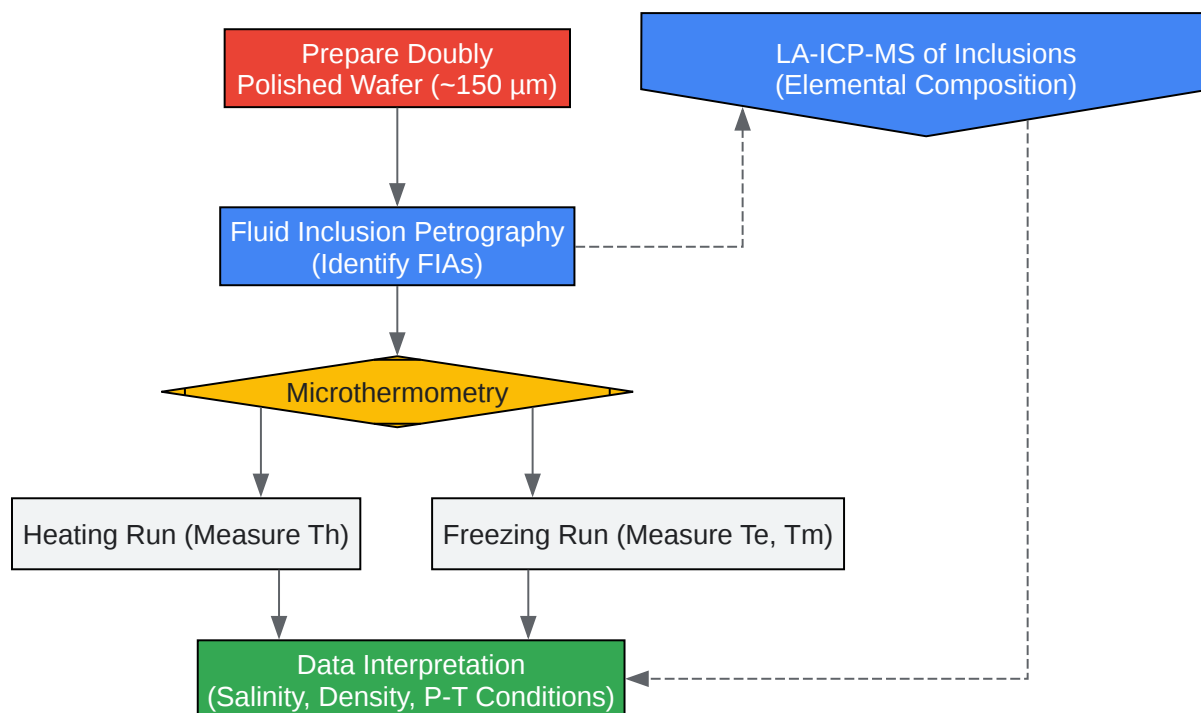 Prepare Doubly
Polished Wafer (~150 µm)
LA-ICP-MS of Inclusions
(Elemental Composition)
Fluid Inclusion Petrography
(Identify FIAs)
Microthermometry
Heating Run (Measure Th)
Freezing Run (Measure Te, Tm)
Data Interpretation
(Salinity, Density, P-T Conditions)